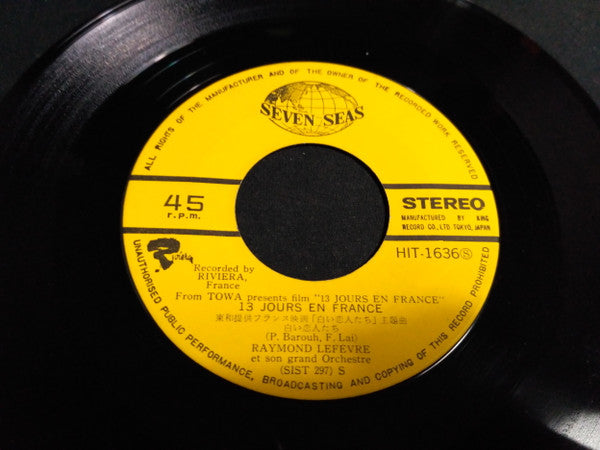 ALL RIGHTS OF THE MANUFACTURER AND OF THE OWNER OF THE RECORDED WORK RESERVED
SEVEN SEAS
45
r.p.m.
STEREO
MANUFACTURED BY KING
RECORD CO., LTD. TOKYO, JAPAN
HIT-1636Ⓢ
Riviera
Recorded by
RIVIERA,
France
From TOWA presents film "13 JOURS EN FRANCE"
13 JOURS EN FRANCE
東和提供フランス映画「白い恋人たち」主題曲
白い恋人たち
(P. Barouh, F. Lai)
RAYMOND LEFEVRE
et son grand Orchestre
(SIST 297) S
UNAUTHORISED PUBLIC PERFORMANCE, BROADCASTING AND COPYING OF THIS RECORD PROHIBITED